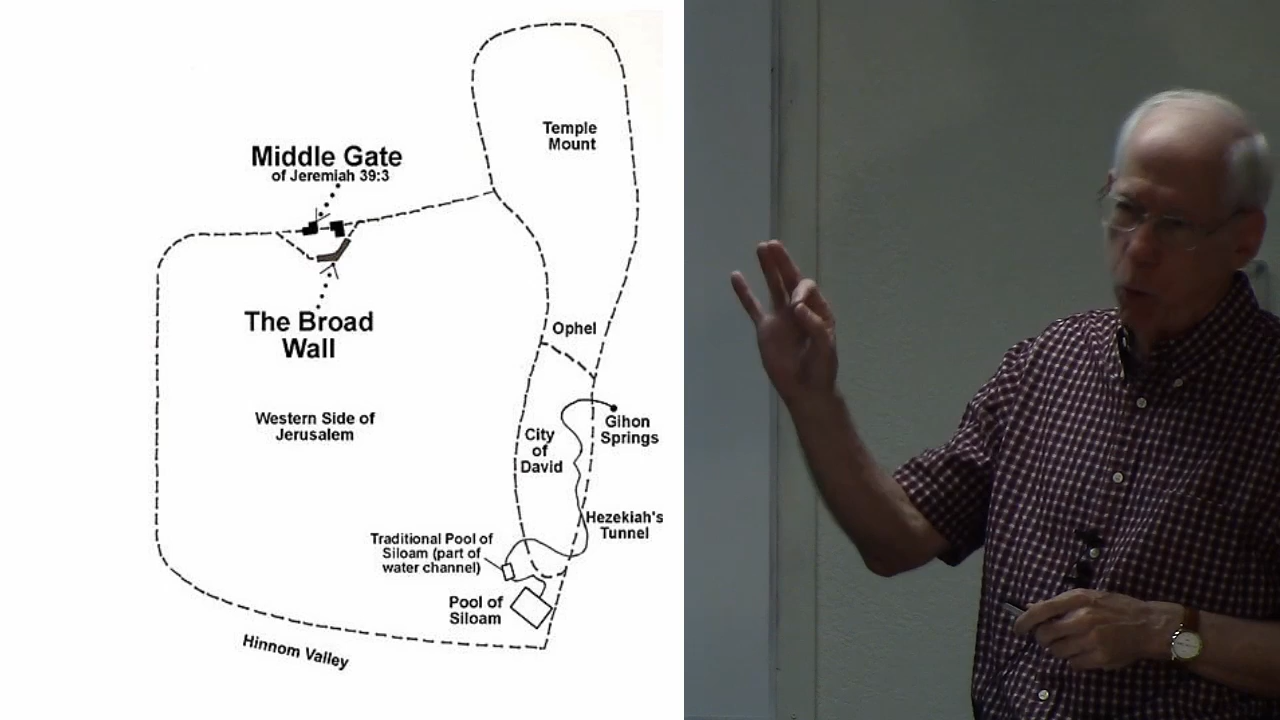 Temple
Mount
Middle Gate
of Jeremiah 39:3
The Broad
Wall
Ophel
Western Side of
Jerusalem
Gihon
Springs
City
of
David
Hezekiah's
Tunnel
Traditional Pool of
Siloam (part of
water channel)
Pool of
Siloam
Hinnom Valley